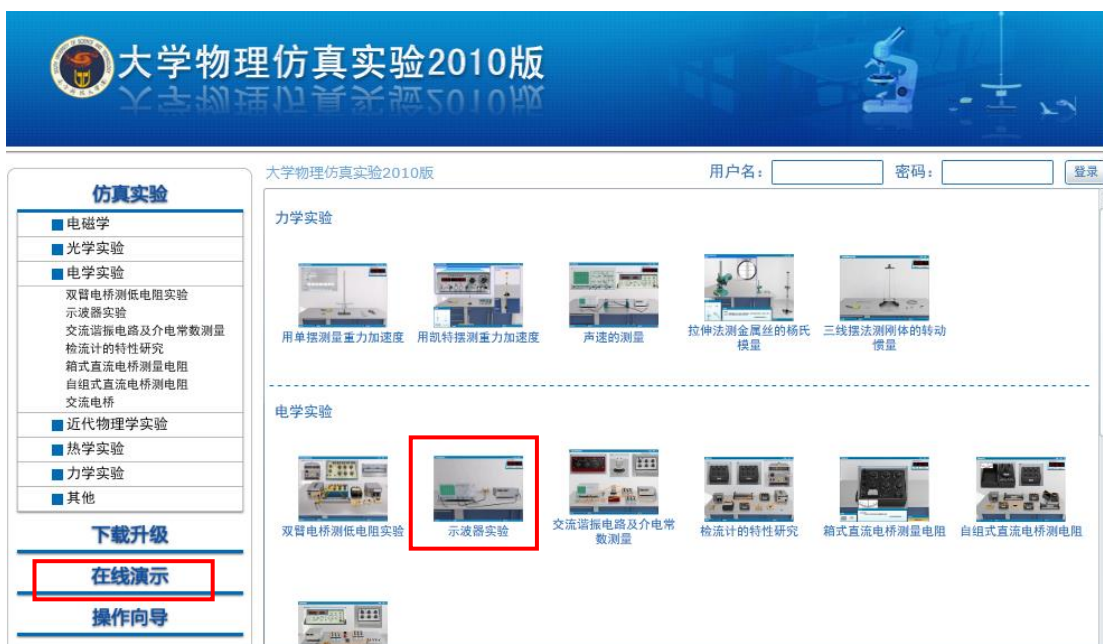 大学物理仿真实验2010版
大学物理仿真实验2010版
用户名：
密码：
登录
仿真实验
电磁学
光学实验
电学实验
双臂电桥测低电阻实验
示波器实验
交流谐振电路及介电常数测量
检流计的特性研究
箱式直流电桥测量电阻
自组式直流电桥测电阻
交流电桥
近代物理学实验
热学实验
力学实验
其他
下载升级
在线演示
操作向导
力学实验
用单摆测量重力加速度
用凯特摆测重力加速度
声速的测量
拉伸法测金属丝的杨氏
模量
三线摆法测刚体的转动
惯量
电学实验
双臂电桥测低电阻实验
示波器实验
交流谐振电路及介电常
数测量
检流计的特性研究
箱式直流电桥测量电阻
自组式直流电桥测电阻